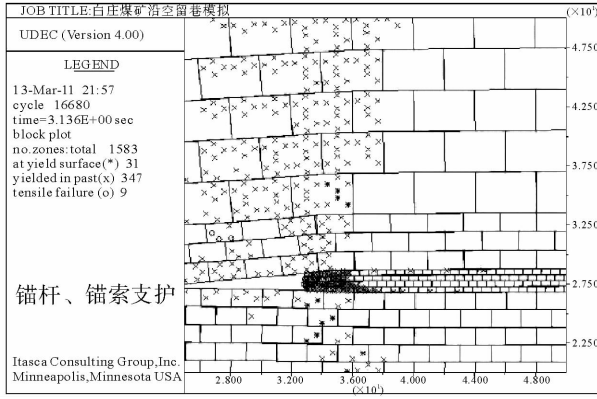 JOB TITLE:白庄煤矿沿空留巷模拟
(×10¹)
UDEC (Version 4.00)
LEGEND
13-Mar-11 21:57
cycle 16680
time=3.136E+00 sec
block plot
no.zones:total 1583
at yield surface(*) 31
yielded in past(x) 347
tensile failure (o) 9
锚杆、锚索支护
Itasca Consulting Group,Inc.
Minneapolis,Minnesota USA
4.750
4.250
3.750
3.250
2.750
2.250
2.800 3.200 3.600 4.000 4.400 4.800
(×10¹)